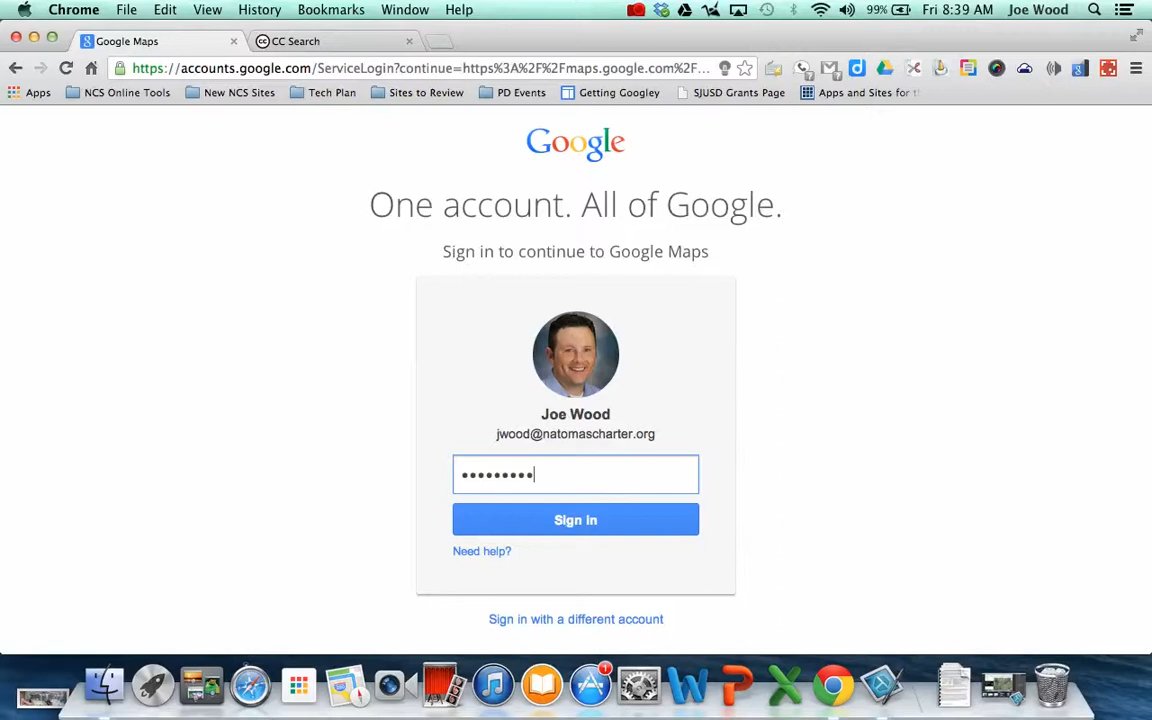 Chrome File Edit View History Bookmarks Window Help 99% Fri 8:39 AM Joe Wood
Google Maps CC Search
https://accounts.google.com/ServiceLogin?continue=https%3A%2F%2Fmaps.google.com%2F...
Apps NCS Online Tools New NCS Sites Tech Plan Sites to Review PD Events Getting Googley SJUSD Grants Page Apps and Sites for
Google
One account. All of Google.
Sign in to continue to Google Maps
Joe Wood
jwood@natomascharter.org
•••••••••
Sign in
Need help?
Sign in with a different account